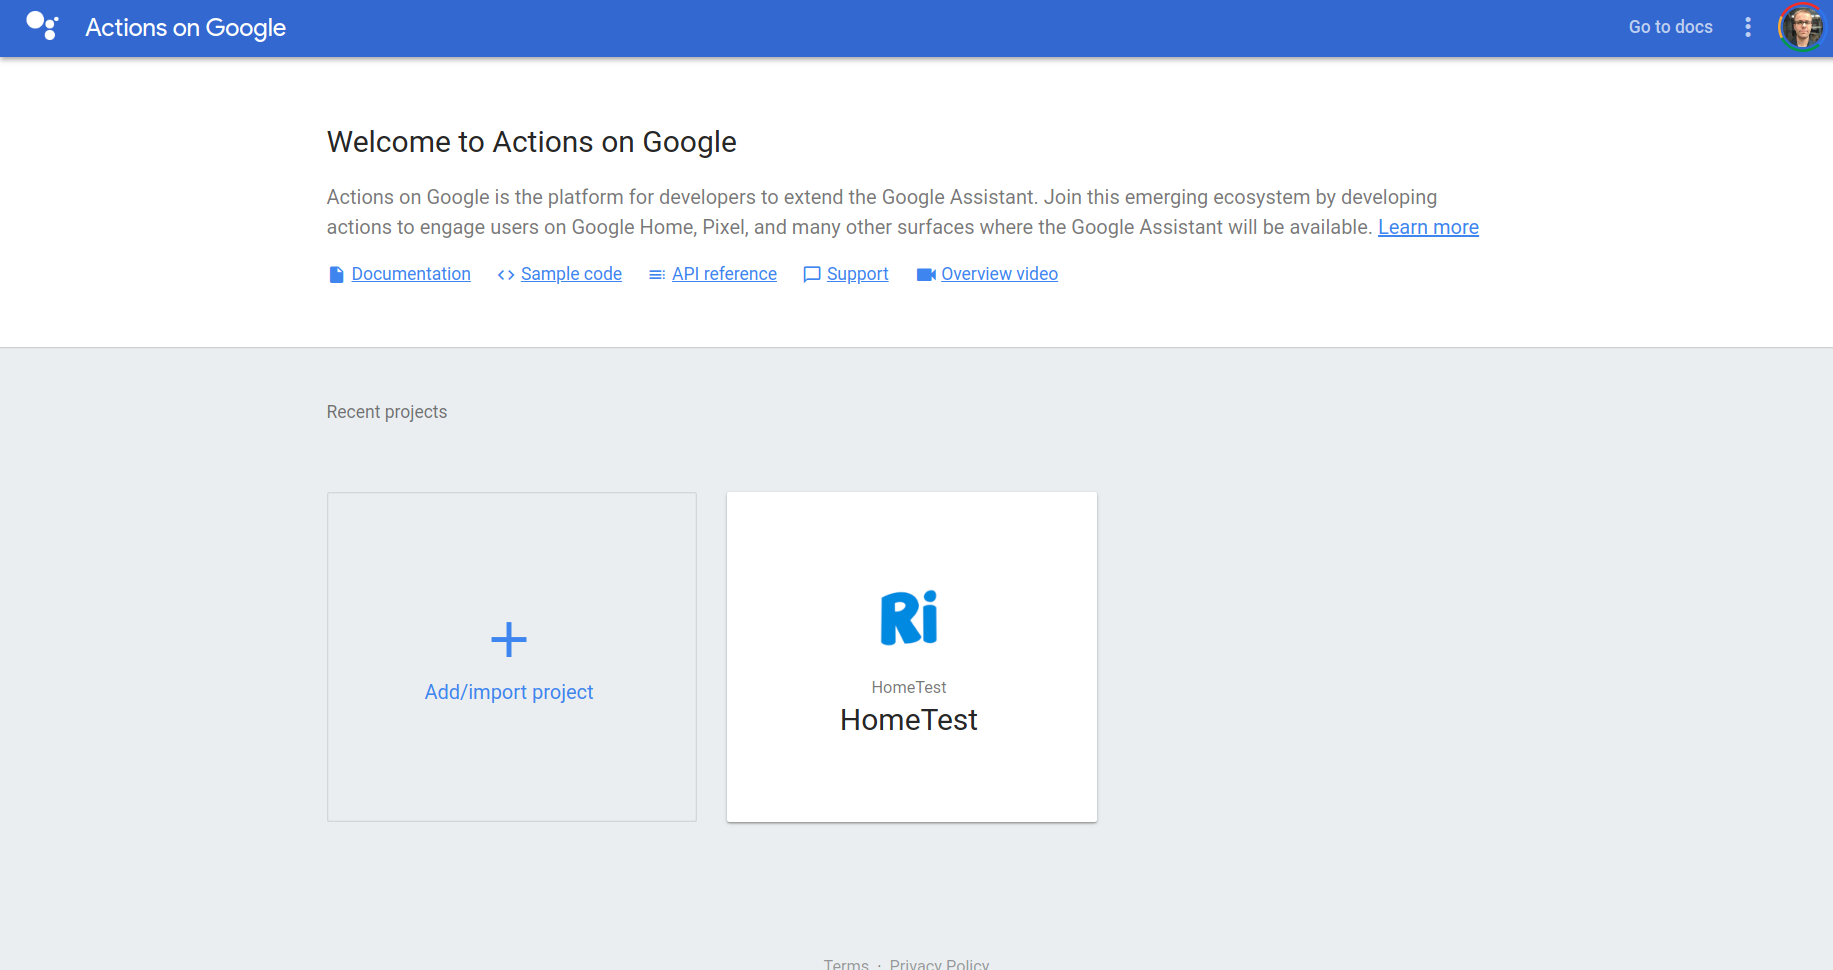 Actions on Google
Go to docs
Welcome to Actions on Google
Actions on Google is the platform for developers to extend the Google Assistant. Join this emerging ecosystem by developing
actions to engage users on Google Home, Pixel, and many other surfaces where the Google Assistant will be available. Learn more
Documentation
Sample code
API reference
Support
Overview video
Recent projects
Add/import project
Ri
HomeTest
HomeTest
Terms · Privacy Policy